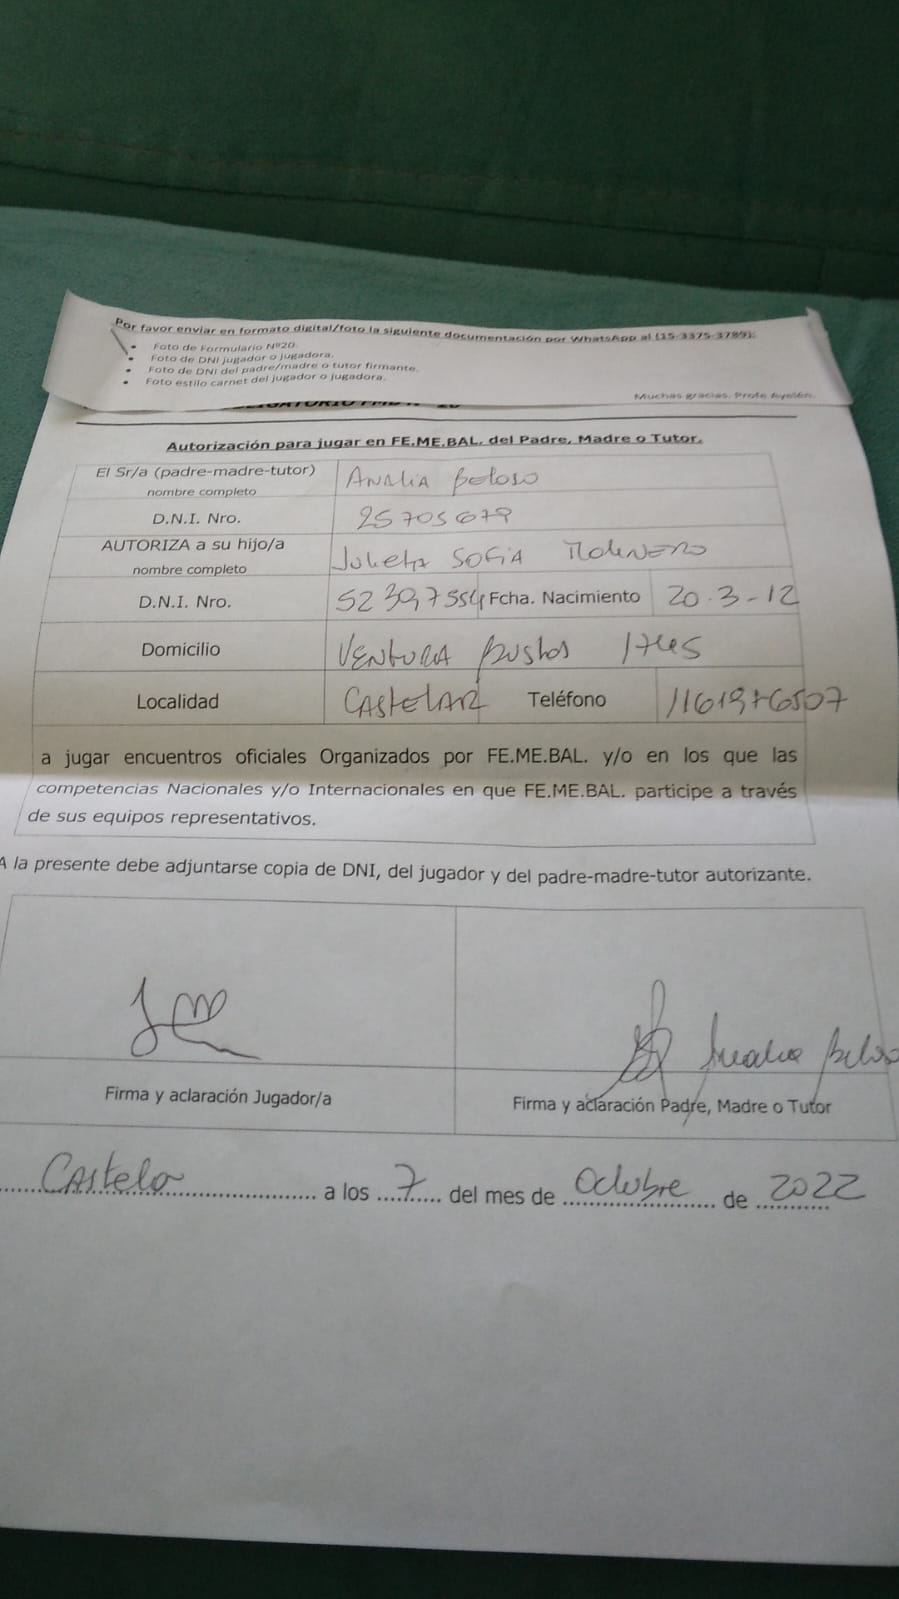 Por favor enviar en formato digital/foto la siguiente documentación por WhatsApp al (15-3375-3789):
• Foto de Formulario Nº20.
• Foto de DNI jugador o jugadora.
• Foto de DNI del padre/madre o tutor firmante.
• Foto estilo carnet del jugador o jugadora.
Muchas gracias. Profe Ayelén.
Autorización para jugar en FE.ME.BAL. del Padre, Madre o Tutor.
El Sr/a (padre-madre-tutor) ANALIA BELOSO
nombre completo
D.N.I. Nro. 25705679
AUTORIZA a su hijo/a Julieta SOFIA MOLINERO
nombre completo
D.N.I. Nro. 52397554 Fcha. Nacimiento 20.3-12
Domicilio VENTURA Bustos 1745
Localidad CASTELAR Teléfono 1161976507
a jugar encuentros oficiales Organizados por FE.ME.BAL. y/o en los que las
competencias Nacionales y/o Internacionales en que FE.ME.BAL. participe a través
de sus equipos representativos.
A la presente debe adjuntarse copia de DNI, del jugador y del padre-madre-tutor autorizante.
Analia Beloso
Firma y aclaración Jugador/a
Firma y aclaración Padre, Madre o Tutor
Castelar a los 7 del mes de Octubre de 2022